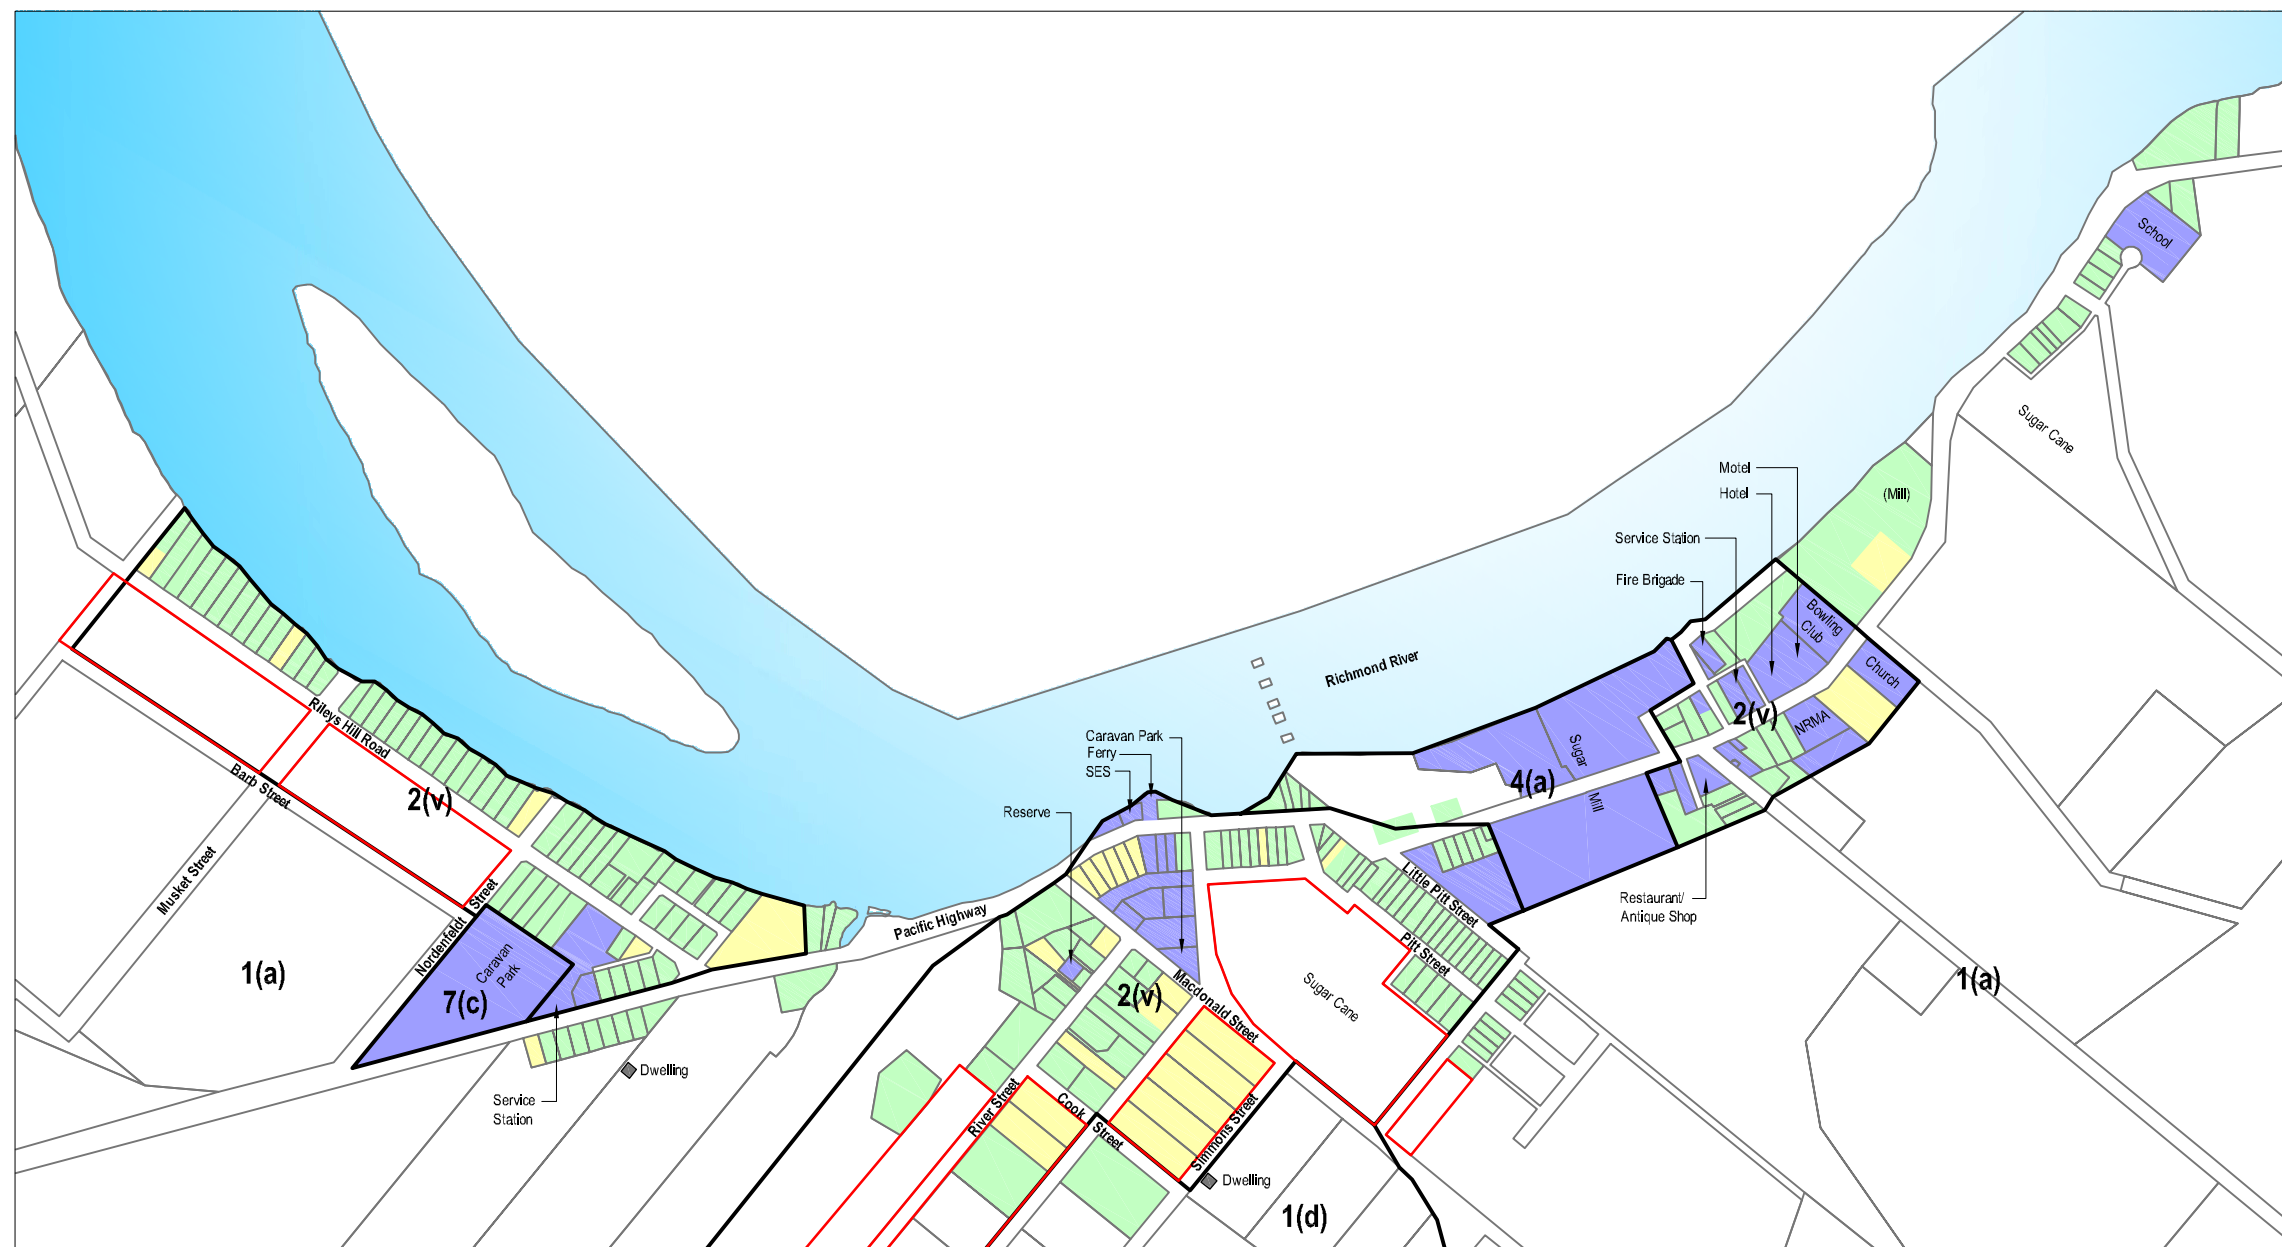 School
Sugar Cane
Motel
(Mill)
Hotel
Service Station
Fire Brigade
Bowling
Club
Church
Richmond River
Rileys Hill Road
2(v)
NRMA
Caravan Park
Ferry
SES
Sugar
Barb Street
2(v)
4(a)
Mill
Reserve
Musket Street
Little Pitt Street
Restaurant/
Antique Shop
Nordenfeldt Street
Pacific Highway
Pitt Street
Caravan
Park
1(a)
7(c)
2(v)
Macdonald Street
Sugar Cane
1(a)
Dwelling
Service
Station
River Street
Cook
Street
Simmons Street
Dwelling
1(d)